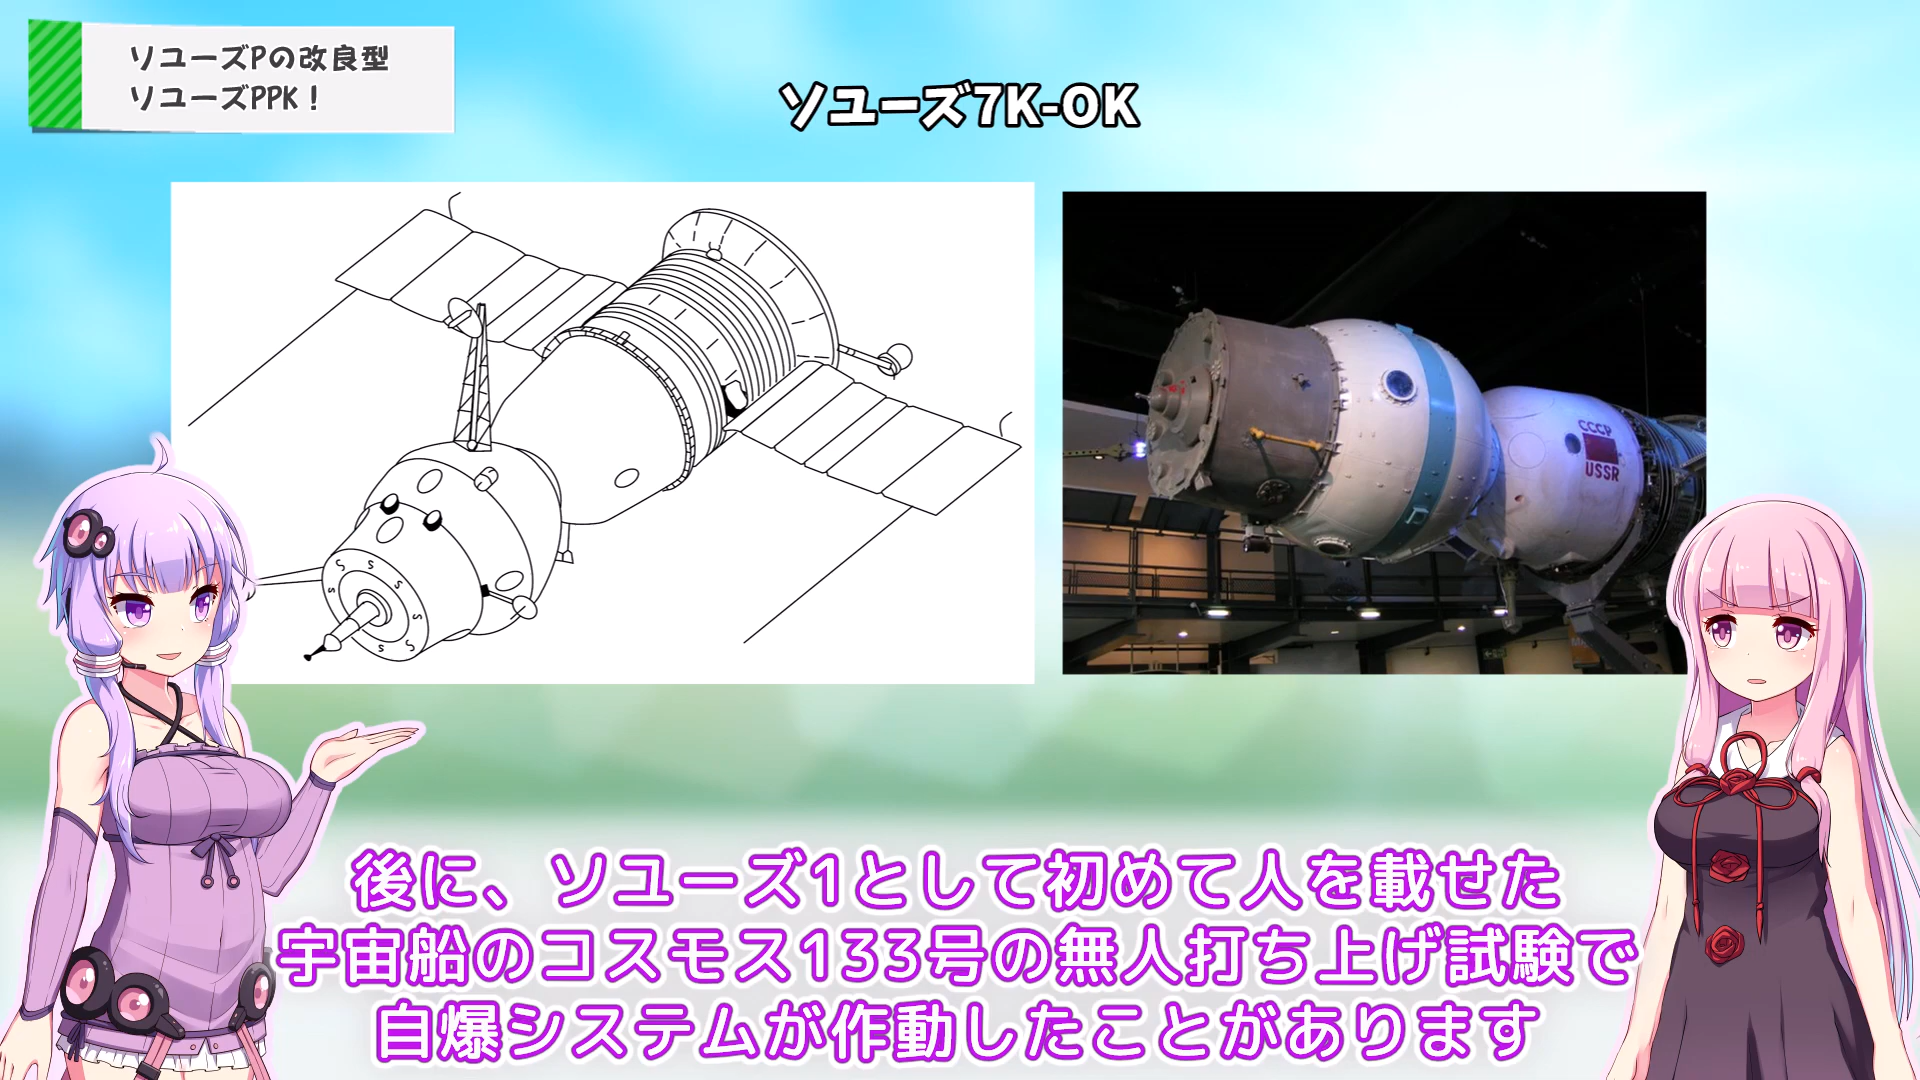 ソユーズPの改良型
ソユーズPPK！
ソユーズ7K-OK
CCCP
USSR
後に、ソユーズ1として初めて人を載せた
宇宙船のコスモス133号の無人打ち上げ試験で
自爆システムが作動したことがあります